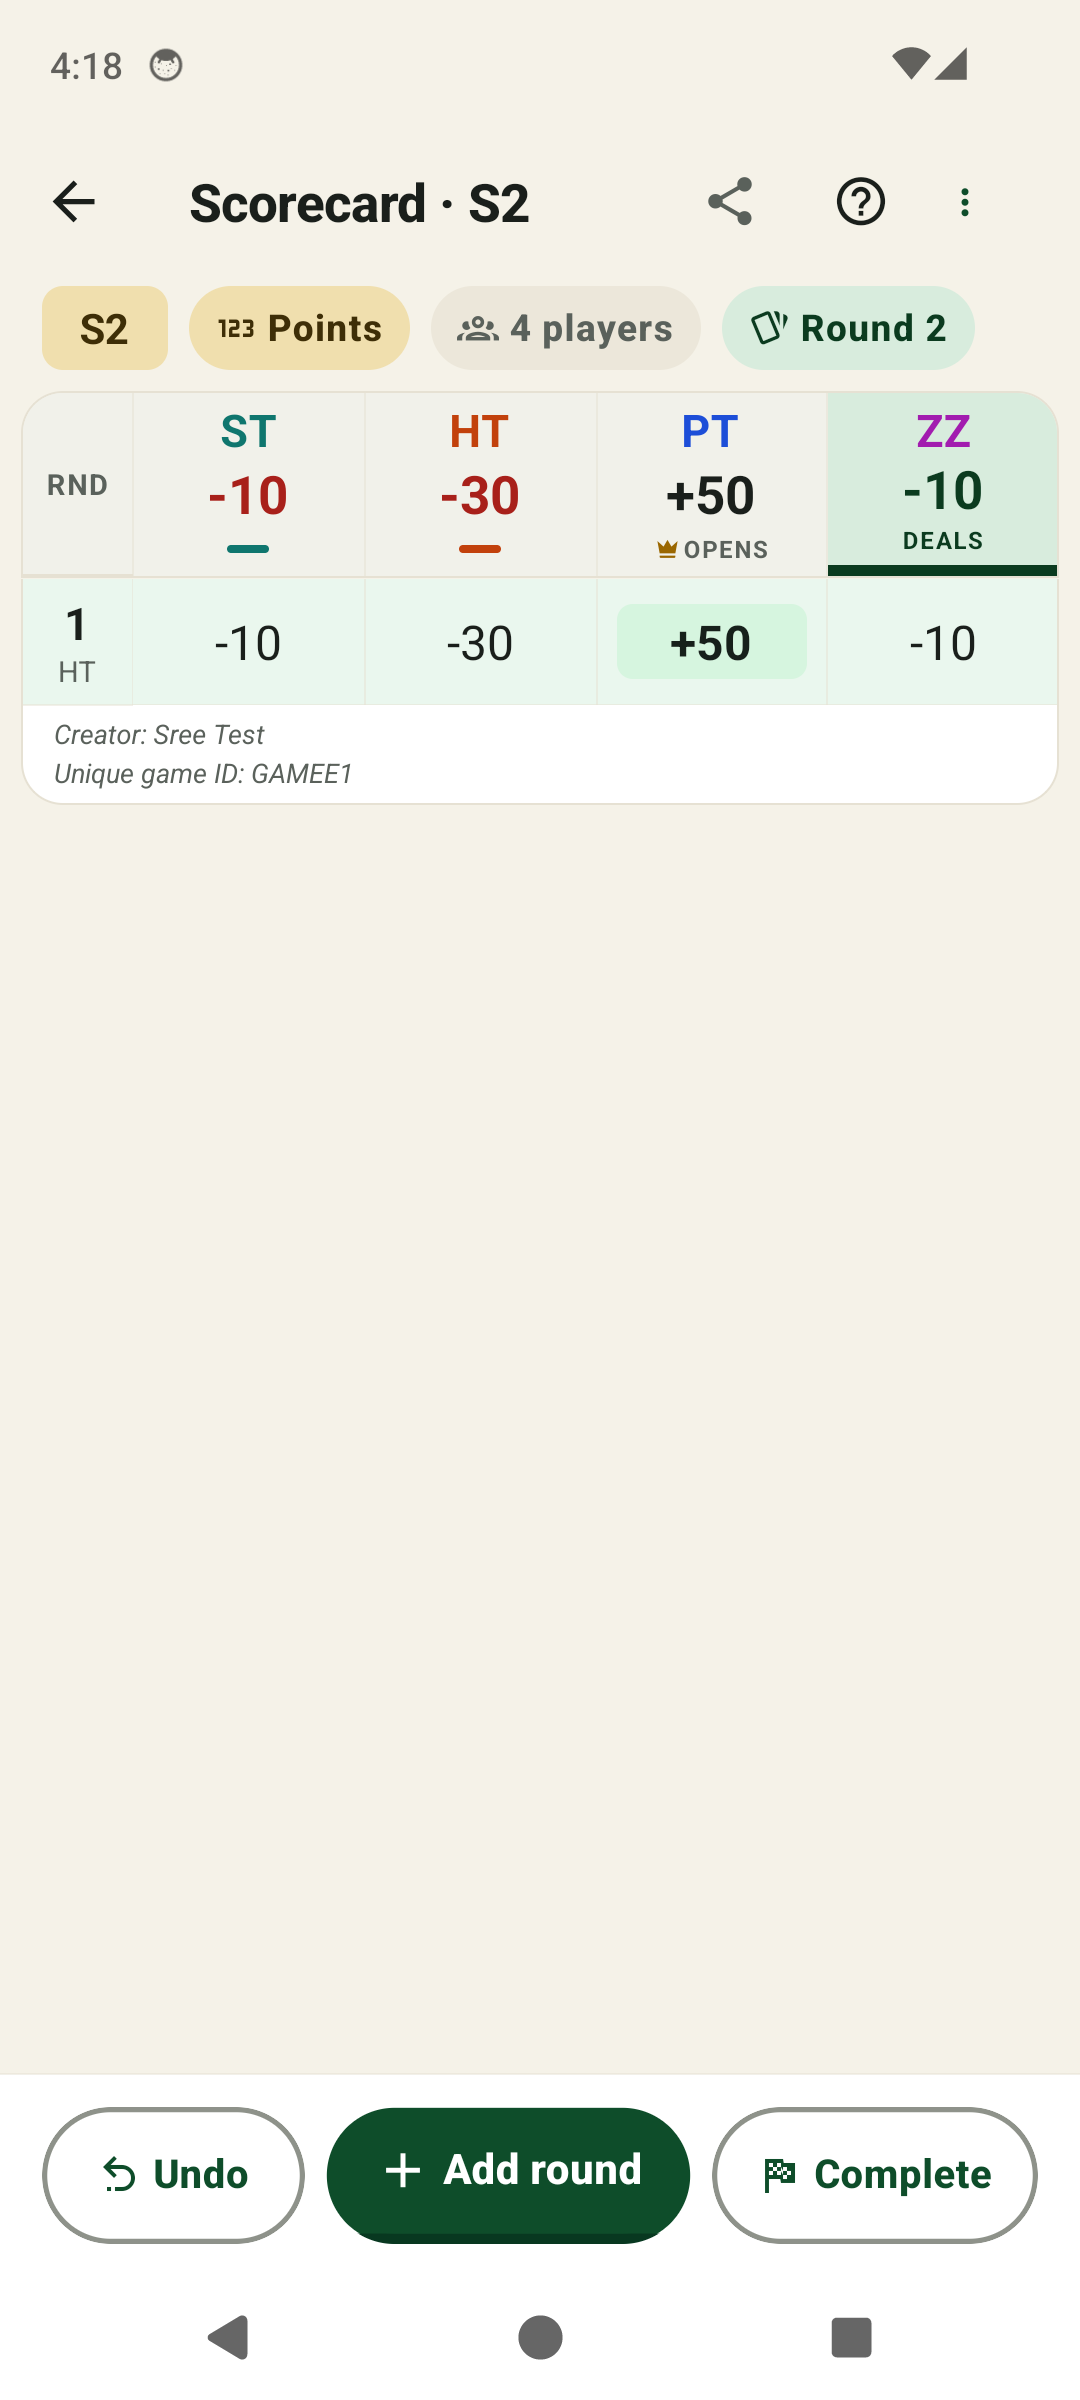 4:18
Scorecard · S2
S2
123 Points
4 players
Round 2
RND
ST
HT
PT
ZZ
-10
-30
+50
-10
OPENS
DEALS
1
HT
-10
-30
+50
-10
Creator: Sree Test
Unique game ID: GAMEE1
Undo
+ Add round
Complete